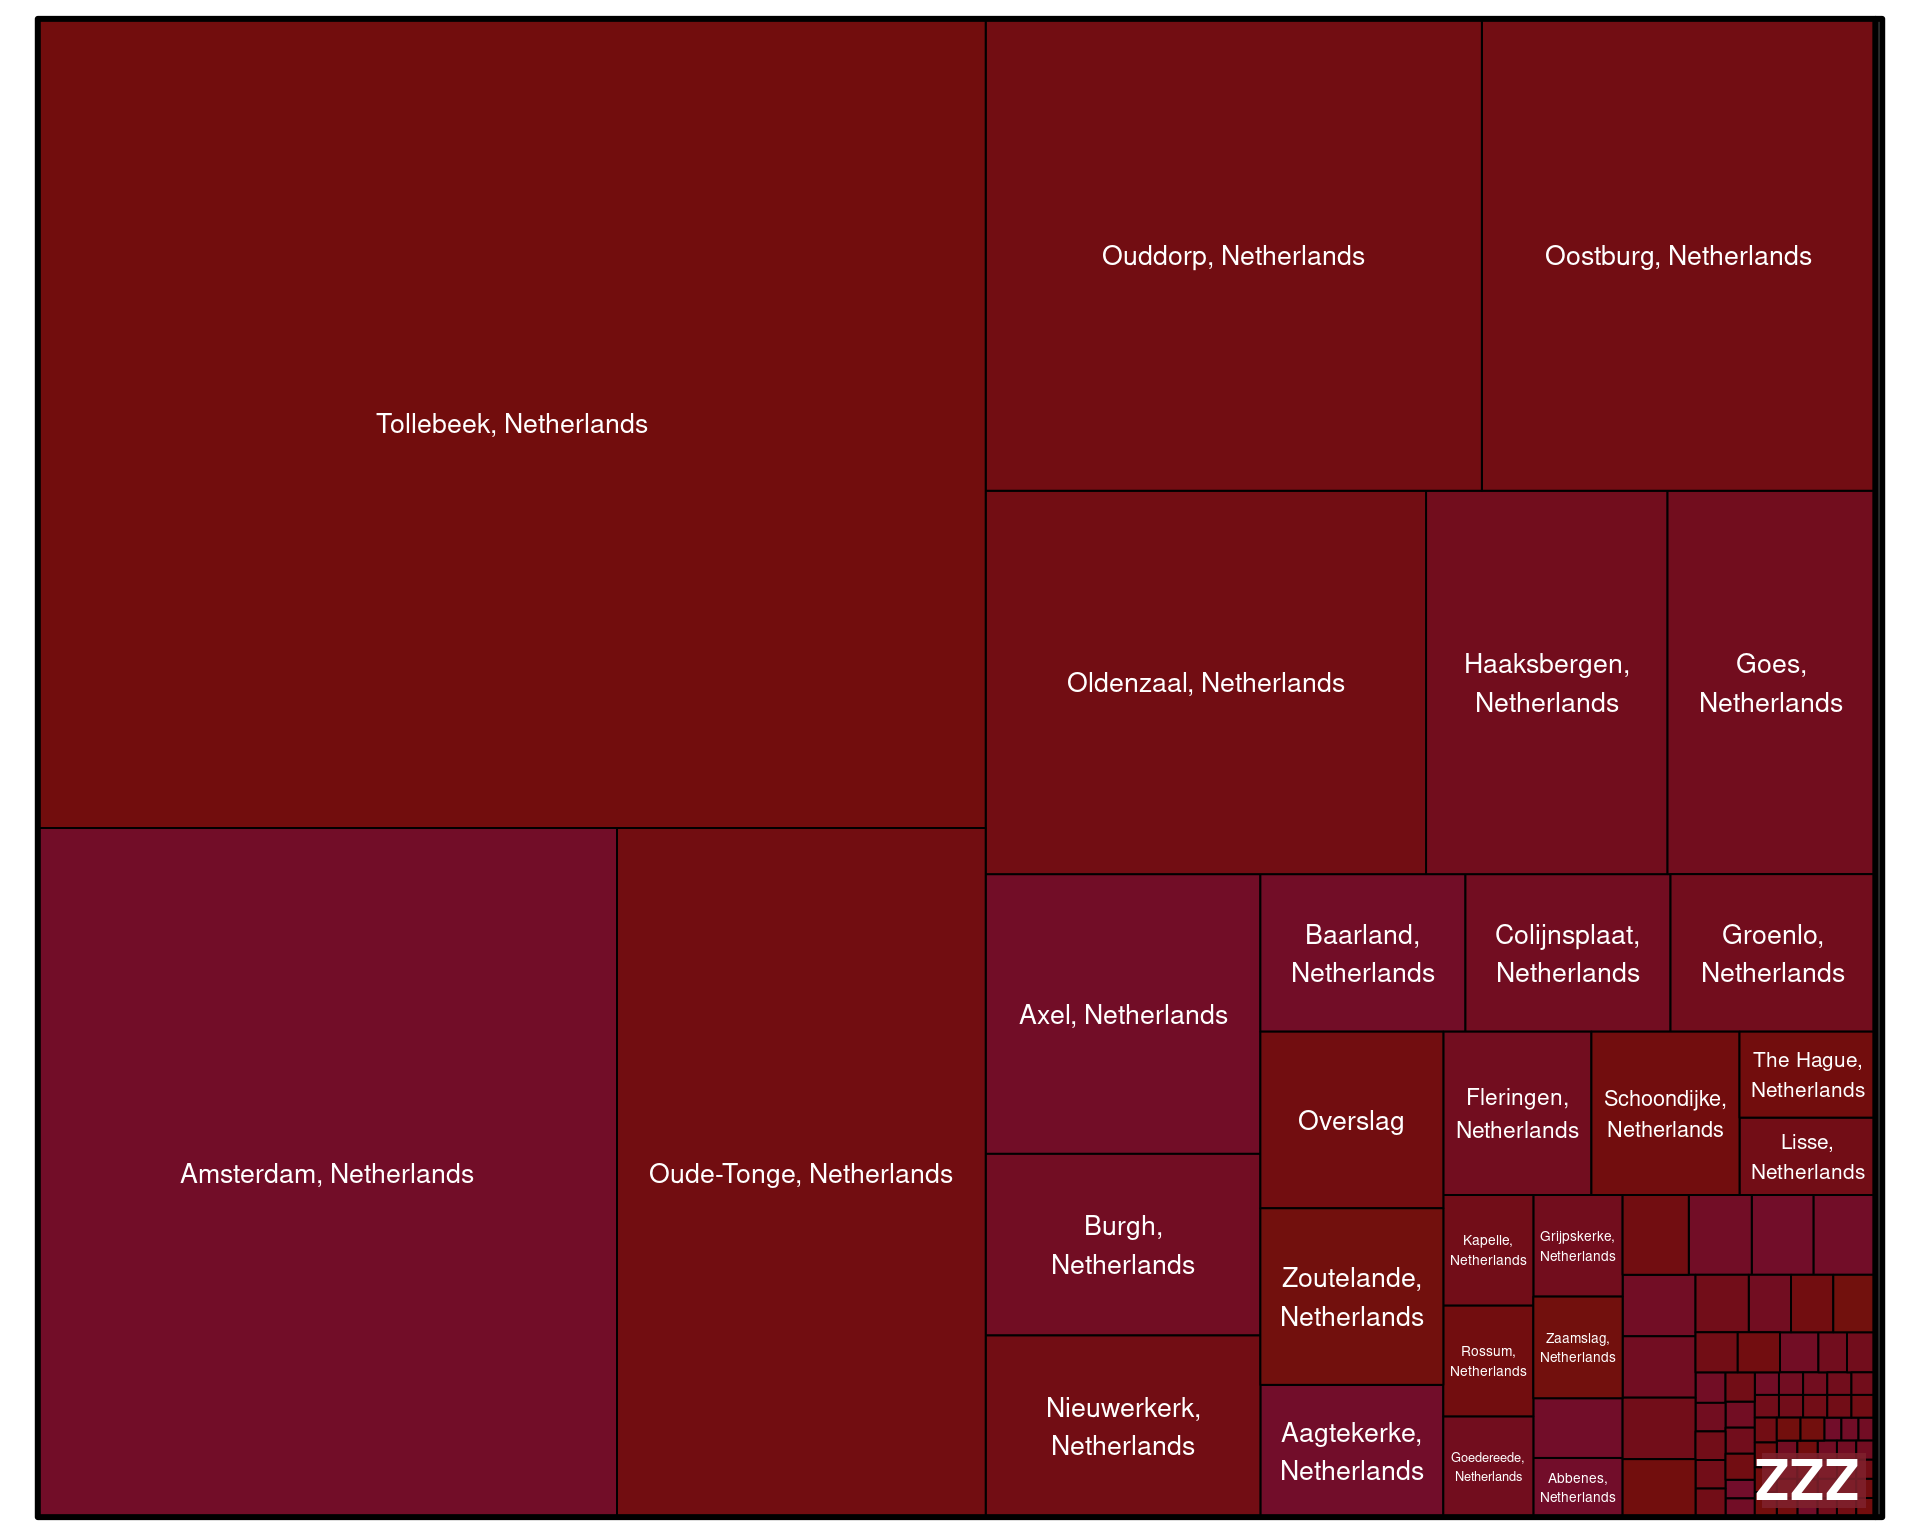 Tollebeek, Netherlands
Ouddorp, Netherlands
Oostburg, Netherlands
Oldenzaal, Netherlands
Haaksbergen,
Netherlands
Goes,
Netherlands
Amsterdam, Netherlands
Oude-Tonge, Netherlands
Axel, Netherlands
Baarland,
Netherlands
Colijnsplaat,
Netherlands
Groenlo,
Netherlands
Burgh,
Netherlands
Nieuwerkerk,
Netherlands
Overslag
Zoutelande,
Netherlands
Aagtekerke,
Netherlands
Fleringen,
Netherlands
Schoondijke,
Netherlands
The Hague,
Netherlands
Lisse,
Netherlands
Kapelle,
Netherlands
Grijpskerke,
Netherlands
Rossum,
Netherlands
Zaamslag,
Netherlands
Goedereede,
Netherlands
Abbenes,
Netherlands
ZZZ